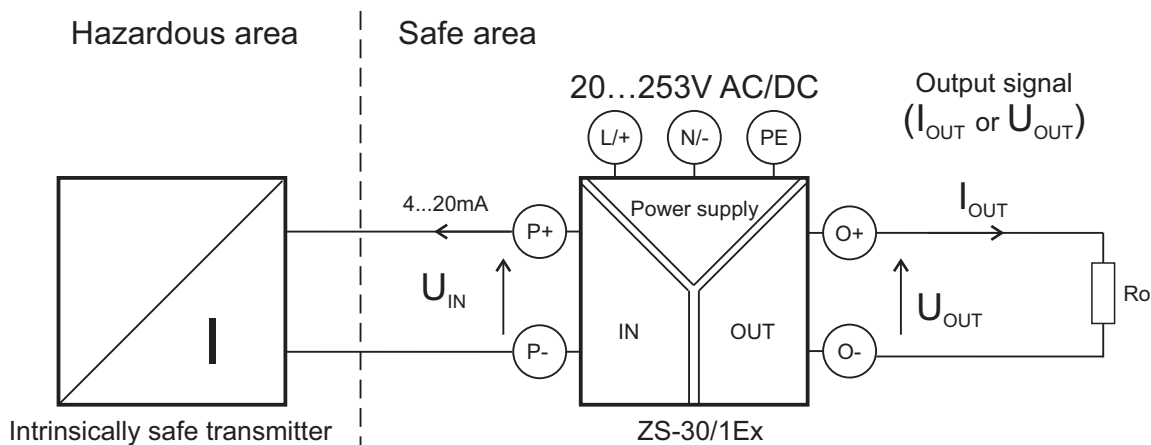 Hazardous area
Safe area
20...253V AC/DC
Output signal
(IOUT or UOUT)
L/+
N/-
PE
4...20mA
P+
Power supply
O+
IOUT
UIN
UOUT
Ro
I
IN
OUT
P-
O-
Intrinsically safe transmitter
ZS-30/1Ex